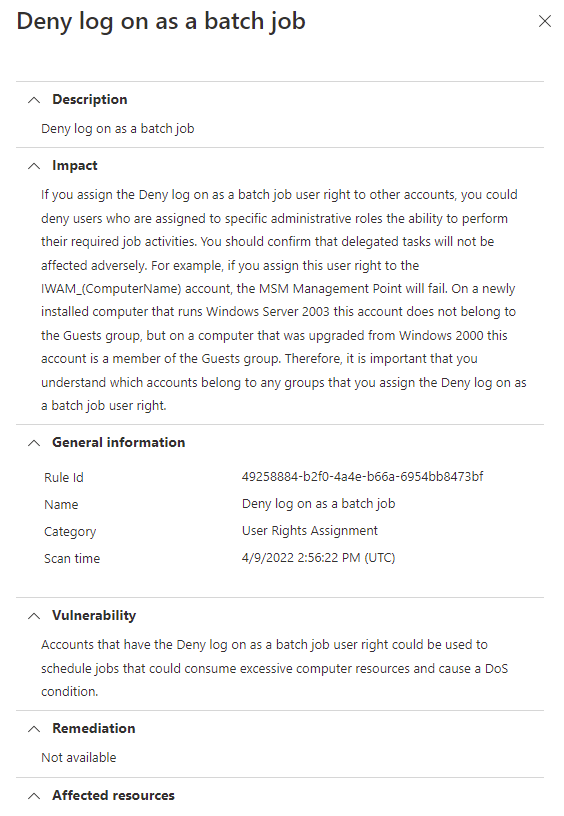 Deny log on as a batch job
Description
Deny log on as a batch job
Impact
If you assign the Deny log on as a batch job user right to other accounts, you could
deny users who are assigned to specific administrative roles the ability to perform
their required job activities. You should confirm that delegated tasks will not be
affected adversely. For example, if you assign this user right to the
IWAM_(ComputerName) account, the MSM Management Point will fail. On a newly
installed computer that runs Windows Server 2003 this account does not belong to
the Guests group, but on a computer that was upgraded from Windows 2000 this
account is a member of the Guests group. Therefore, it is important that you
understand which accounts belong to any groups that you assign the Deny log on as
a batch job user right.
General information
Rule Id 49258884-b2f0-4a4e-b66a-6954bb8473bf
Name Deny log on as a batch job
Category User Rights Assignment
Scan time 4/9/2022 2:56:22 PM (UTC)
Vulnerability
Accounts that have the Deny log on as a batch job user right could be used to
schedule jobs that could consume excessive computer resources and cause a DoS
condition.
Remediation
Not available
Affected resources